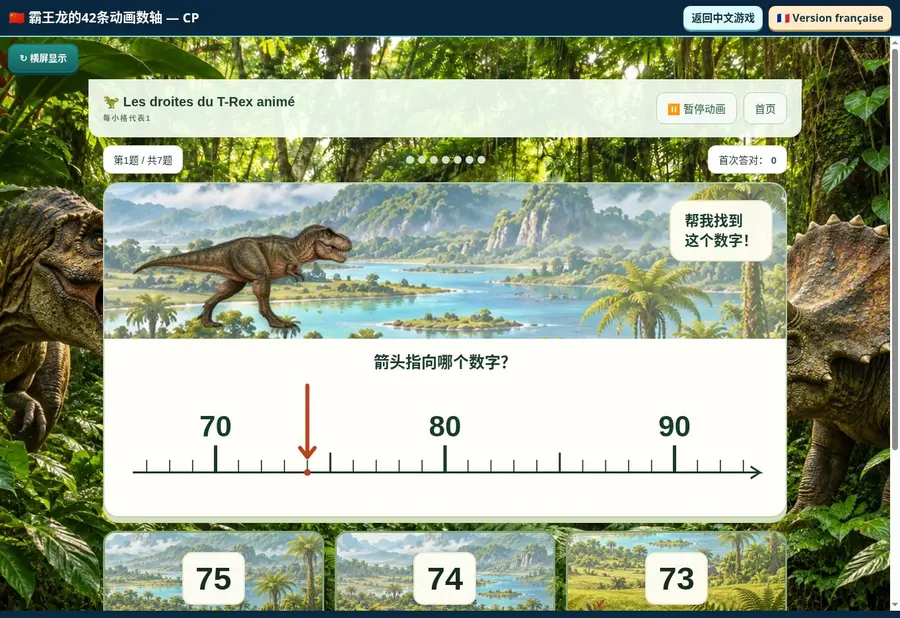 🇨🇳 霸王龙的42条动画数轴 — CP
返回中文游戏
🇫🇷 Version française
↻ 横屏显示
🦖 Les droites du T-Rex animé
每小格代表1
⏸️ 暂停动画
首页
第1题 / 共7题
首次答对： 0
帮我找到
这个数字！
箭头指向哪个数字？
70
80
90
75
74
73